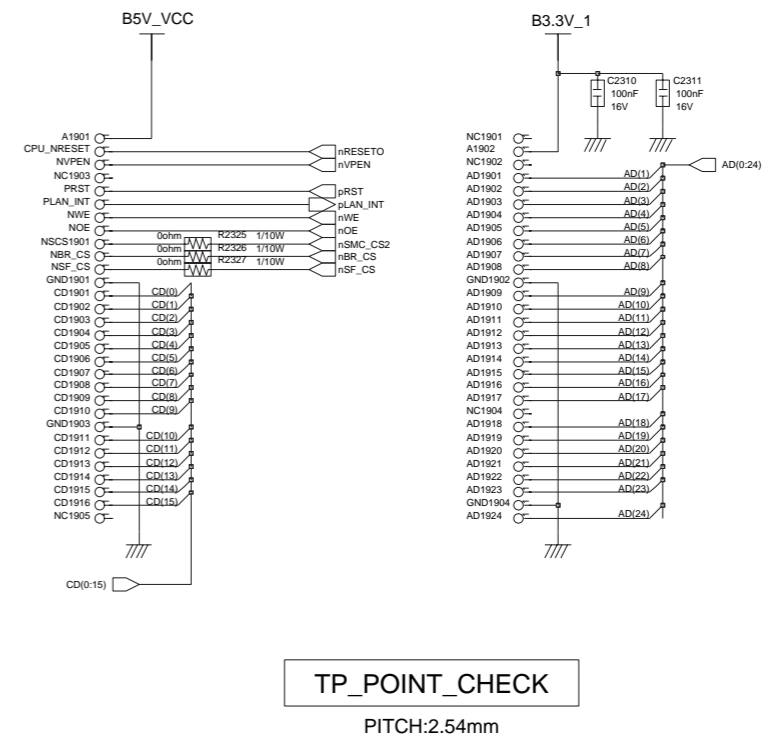 B5V_VCC
A1901
CPU_NRESET nRESETO
NVPEN nVPEN
NC1903
PRST pRST
PLAN_INT pLAN_INT
NWE nWE
NOE nOE
NSCS1901 0ohm R2325 1/10W nSMC_CS2
NBR_CS 0ohm R2326 1/10W nBR_CS
NSF_CS 0ohm R2327 1/10W nSF_CS
GND1901
CD1901 CD(0)
CD1902 CD(1)
CD1903 CD(2)
CD1904 CD(3)
CD1905 CD(4)
CD1906 CD(5)
CD1907 CD(6)
CD1908 CD(7)
CD1909 CD(8)
CD1910 CD(9)
GND1903
CD1911 CD(10)
CD1912 CD(11)
CD1913 CD(12)
CD1914 CD(13)
CD1915 CD(14)
CD1916 CD(15)
NC1905
CD(0:15)
B3.3V_1
C2310
100nF
16V
C2311
100nF
16V
NC1901
A1902
NC1902
AD(0:24)
AD1901 AD(1)
AD1902 AD(2)
AD1903 AD(3)
AD1904 AD(4)
AD1905 AD(5)
AD1906 AD(6)
AD1907 AD(7)
AD1908 AD(8)
GND1902
AD1909 AD(9)
AD1910 AD(10)
AD1911 AD(11)
AD1912 AD(12)
AD1913 AD(13)
AD1914 AD(14)
AD1915 AD(15)
AD1916 AD(16)
AD1917 AD(17)
NC1904
AD1918 AD(18)
AD1919 AD(19)
AD1920 AD(20)
AD1921 AD(21)
AD1922 AD(22)
AD1923 AD(23)
GND1904
AD1924 AD(24)
TP_POINT_CHECK
PITCH:2.54mm